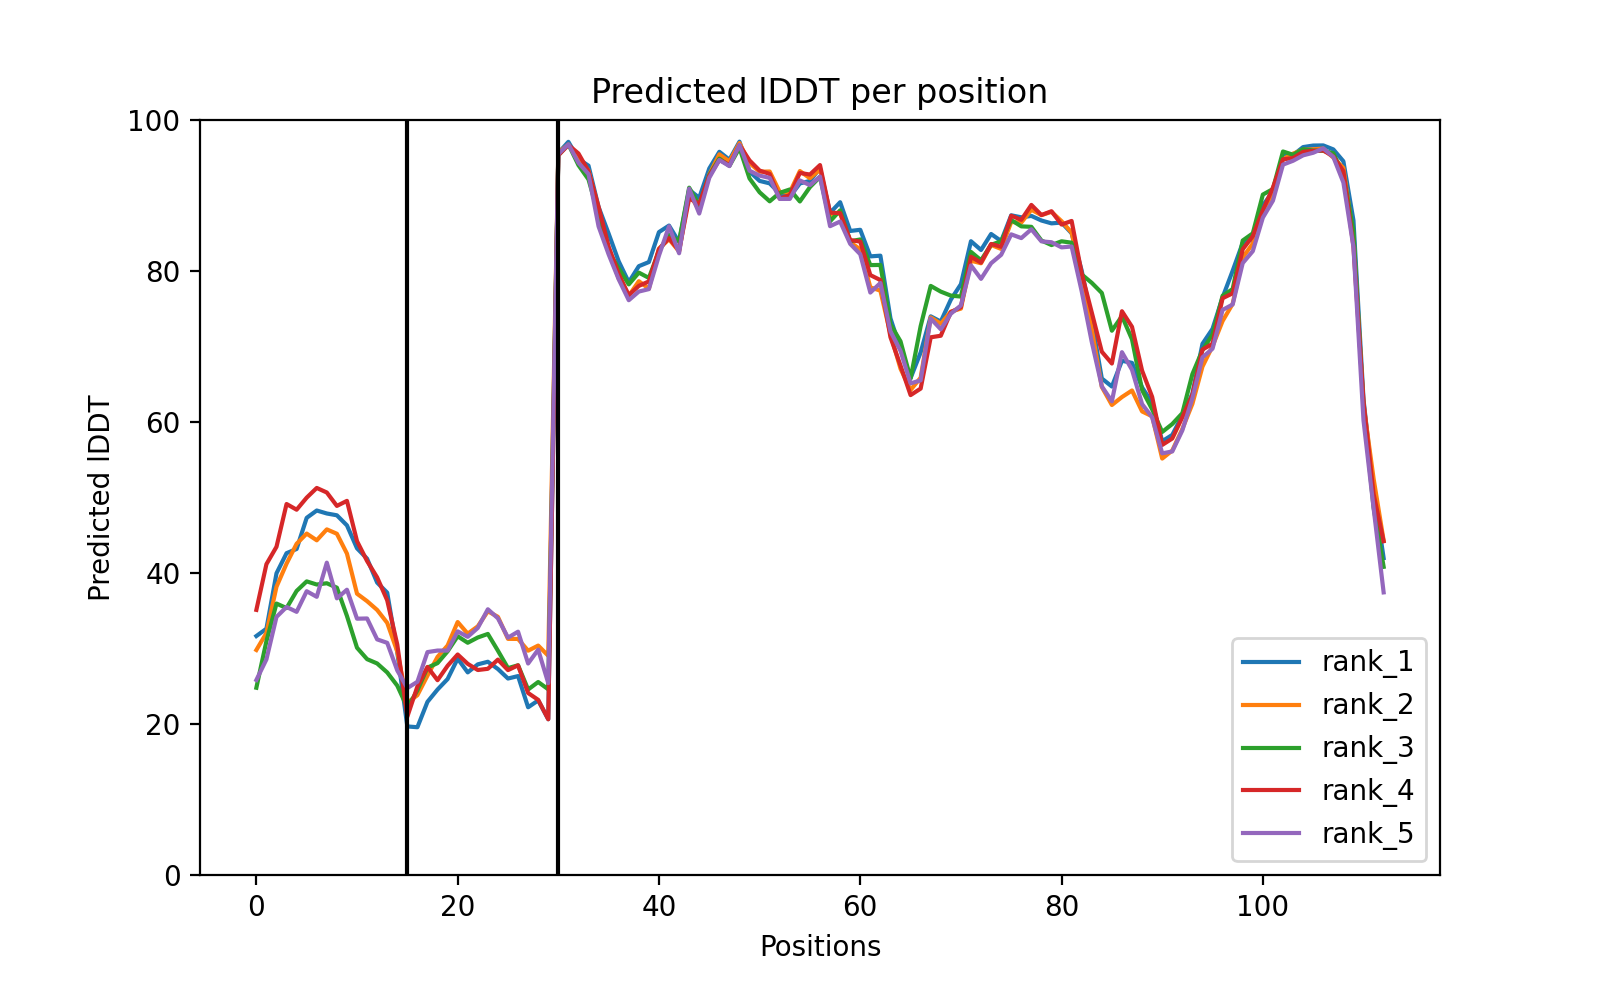 Predicted lDDT per position
100
80
60
40
20
0
Predicted lDDT
0 20 40 60 80 100
Positions
rank_1
rank_2
rank_3
rank_4
rank_5